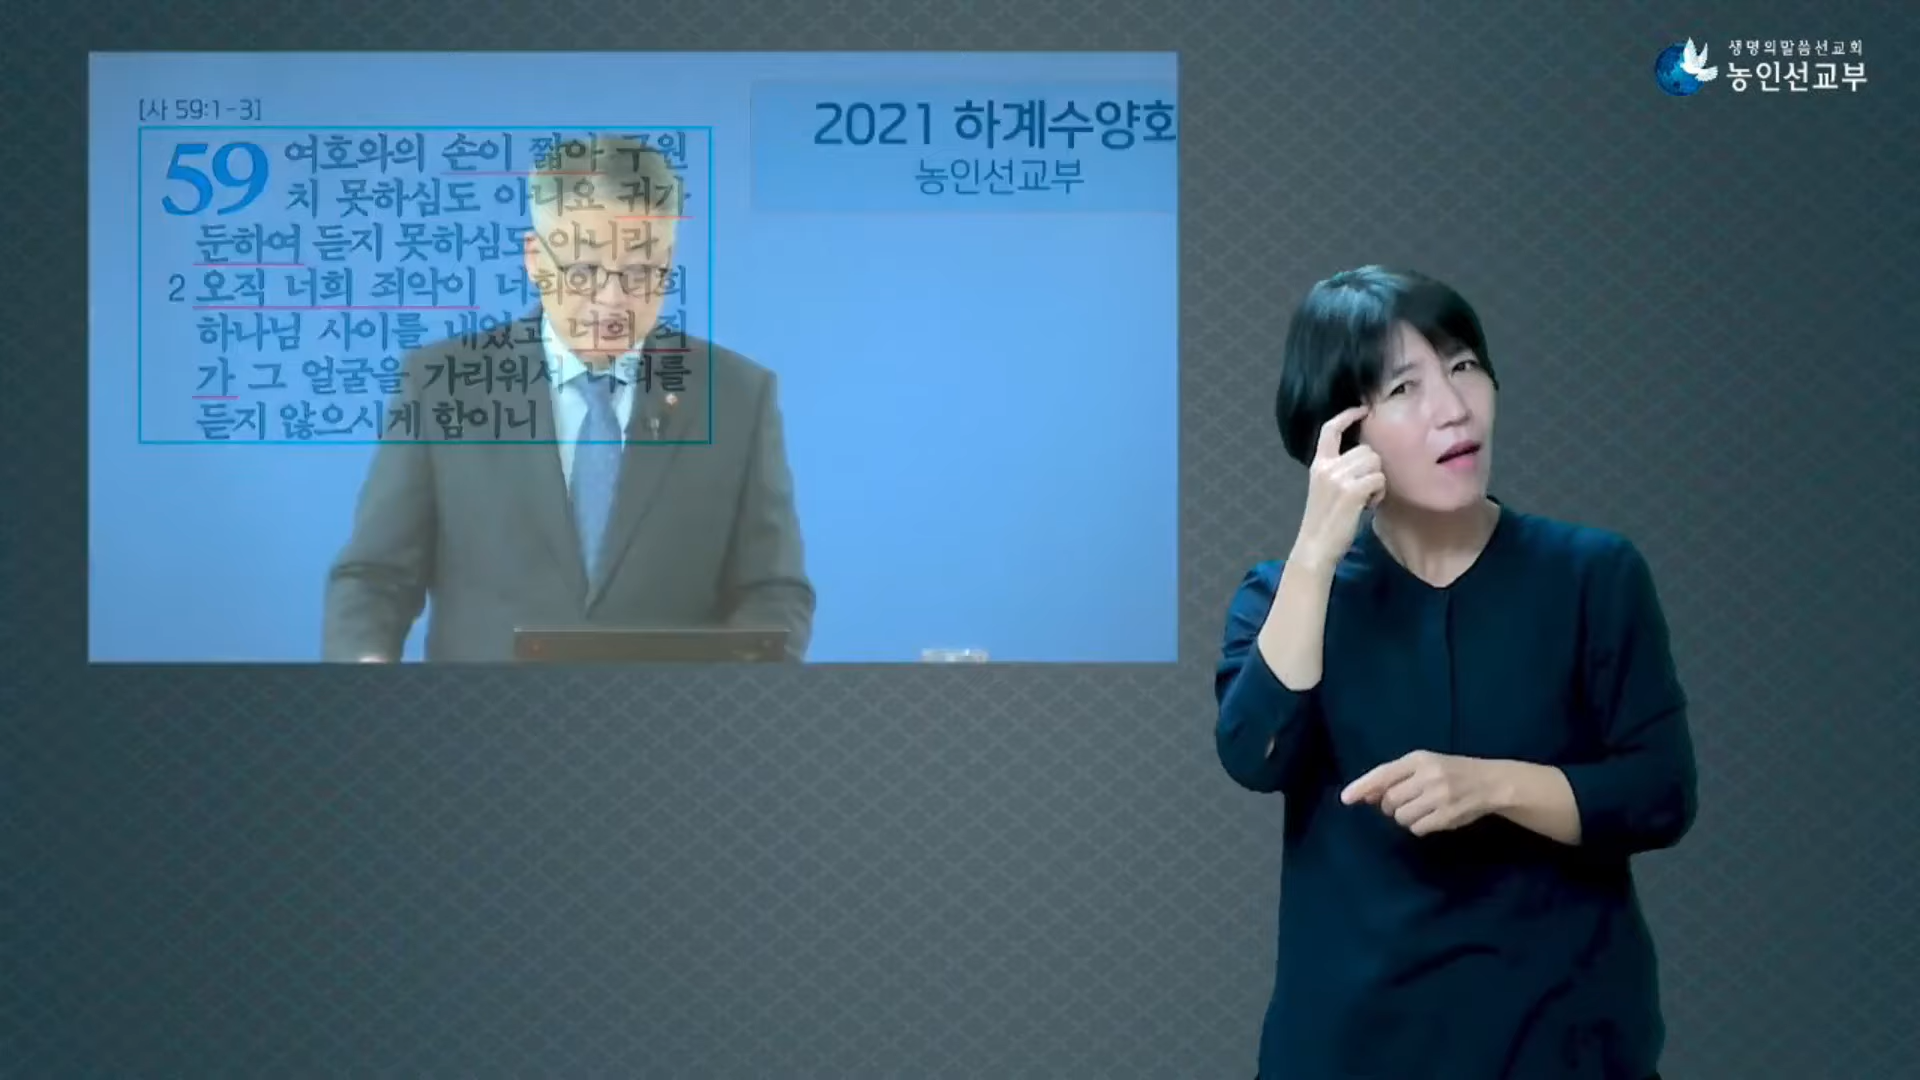 생명의말씀선교회
농인선교부
2021 하계수양회
농인선교부
[사 59:1-3]
59 여호와의 손이 짧아 구원
치 못하심도 아니요 귀가
둔하여 듣지 못하심도 아니라
2 오직 너희 죄악이 너희와 너희
하나님 사이를 내었고 너희 죄
가 그 얼굴을 가리워서 너희를
듣지 않으시게 함이니